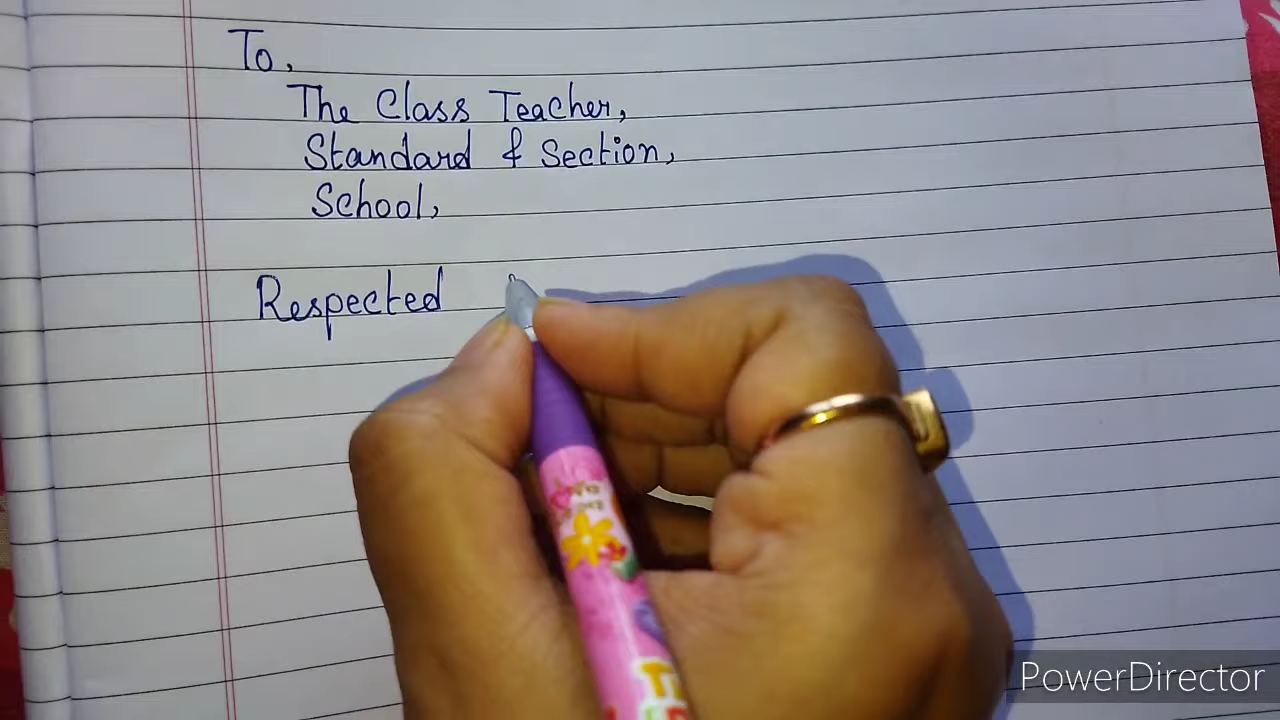 To,
The Class Teacher,
Standard & Section,
School,
Respected
PowerDirector